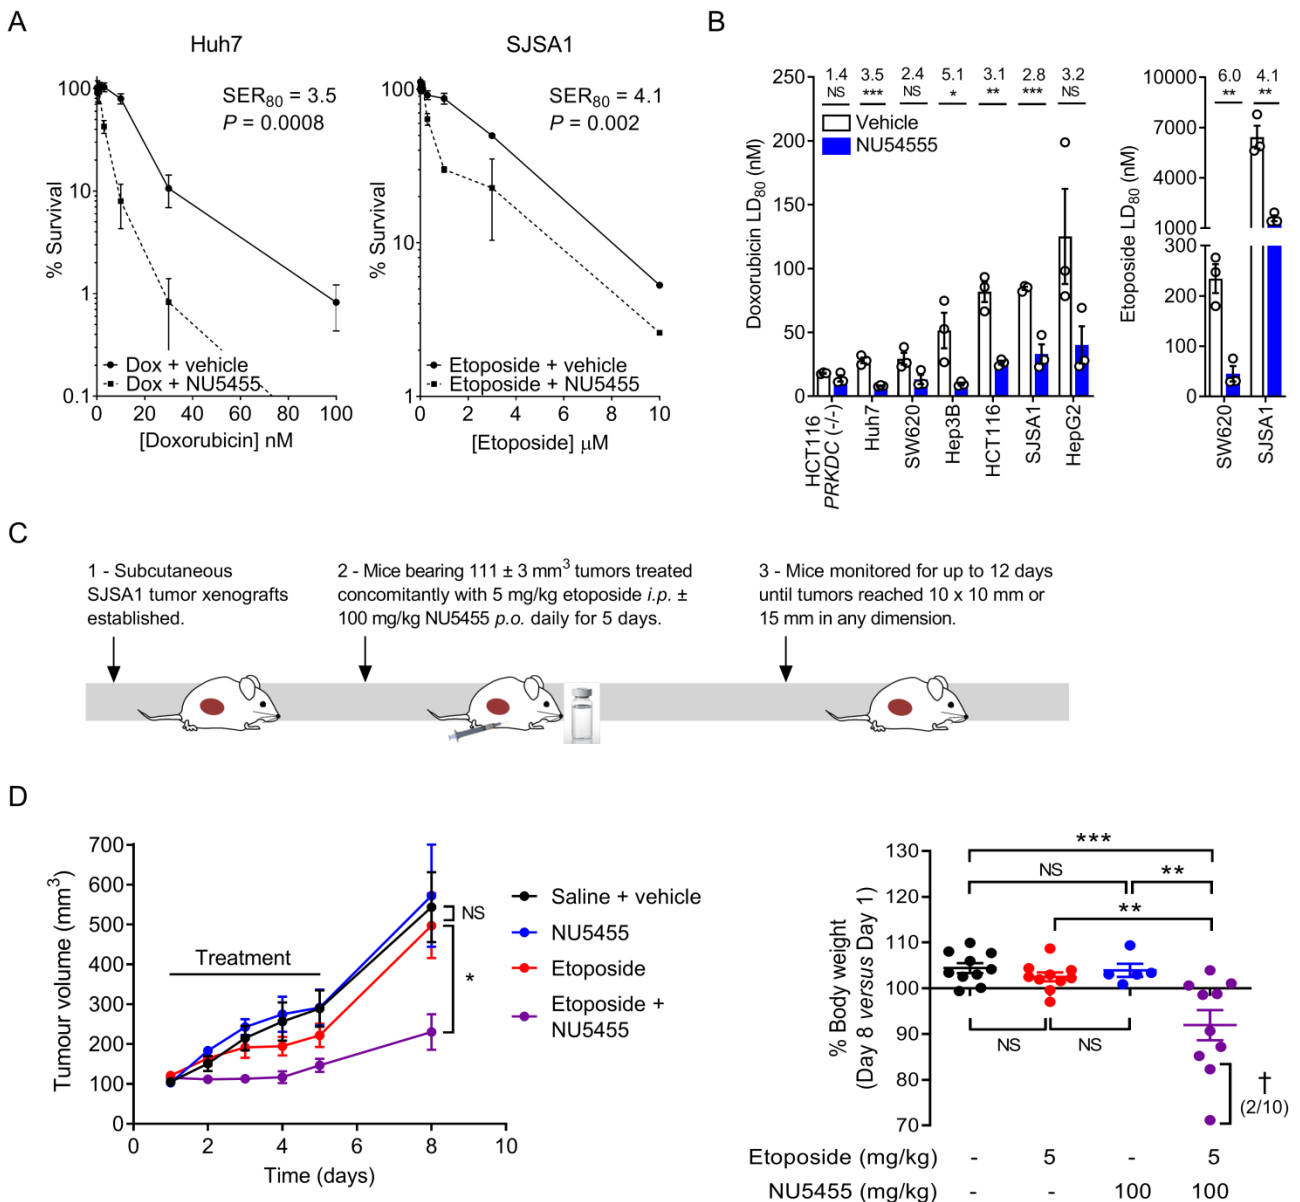 A
Huh7
SER80 = 3.5
P = 0.0008
% Survival
100
10
1
0.1
Dox + vehicle
Dox + NU5455
0 20 40 60 80 100
[Doxorubicin] nM
SJSA1
SER80 = 4.1
P = 0.002
% Survival
100
10
1
Etoposide + vehicle
Etoposide + NU5455
0 2 4 6 8 10
[Etoposide] μM
B
1.4 3.5 2.4 5.1 3.1 2.8 3.2
NS *** NS * ** *** NS
Vehicle
NU54555
Doxorubicin LD80 (nM)
250
200
150
100
50
0
HCT116
PRKDC (-/-)
Huh7
SW620
Hep3B
HCT116
SJSA1
HepG2
6.0 4.1
** **
Etoposide LD80 (nM)
10000
7000
4000
1000
300
200
100
0
SW620
SJSA1
C
1 - Subcutaneous
SJSA1 tumor xenografts
established.
2 - Mice bearing 111 ± 3 mm3 tumors treated
concomitantly with 5 mg/kg etoposide i.p. ±
100 mg/kg NU5455 p.o. daily for 5 days.
3 - Mice monitored for up to 12 days
until tumors reached 10 x 10 mm or
15 mm in any dimension.
D
Tumour volume (mm3)
700
600
500
400
300
200
100
0
Treatment
NS
*
Saline + vehicle
NU5455
Etoposide
Etoposide +
NU5455
0 2 4 6 8 10
Time (days)
% Body weight
(Day 8 versus Day 1)
130
120
110
100
90
80
70
***
NS **
**
NS NS
†
(2/10)
Etoposide (mg/kg) - 5 - 5
NU5455 (mg/kg) - - 100 100